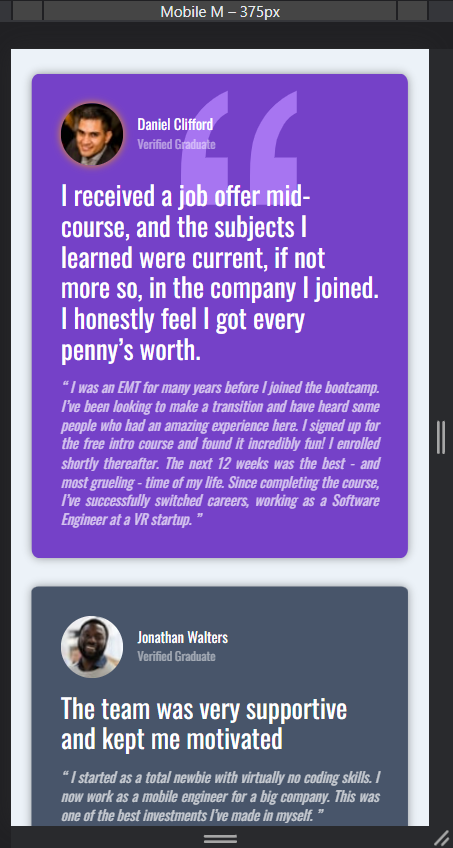 Mobile M – 375px
“
Daniel Clifford
Verified Graduate
I received a job offer mid-
course, and the subjects I
learned were current, if not
more so, in the company I joined.
I honestly feel I got every
penny’s worth.
“ I was an EMT for many years before I joined the bootcamp.
I’ve been looking to make a transition and have heard some
people who had an amazing experience here. I signed up for
the free intro course and found it incredibly fun! I enrolled
shortly thereafter. The next 12 weeks was the best - and
most grueling - time of my life. Since completing the course,
I’ve successfully switched careers, working as a Software
Engineer at a VR startup. ”
Jonathan Walters
Verified Graduate
The team was very supportive
and kept me motivated
“ I started as a total newbie with virtually no coding skills. I
now work as a mobile engineer for a big company. This was
one of the best investments I’ve made in myself. ”